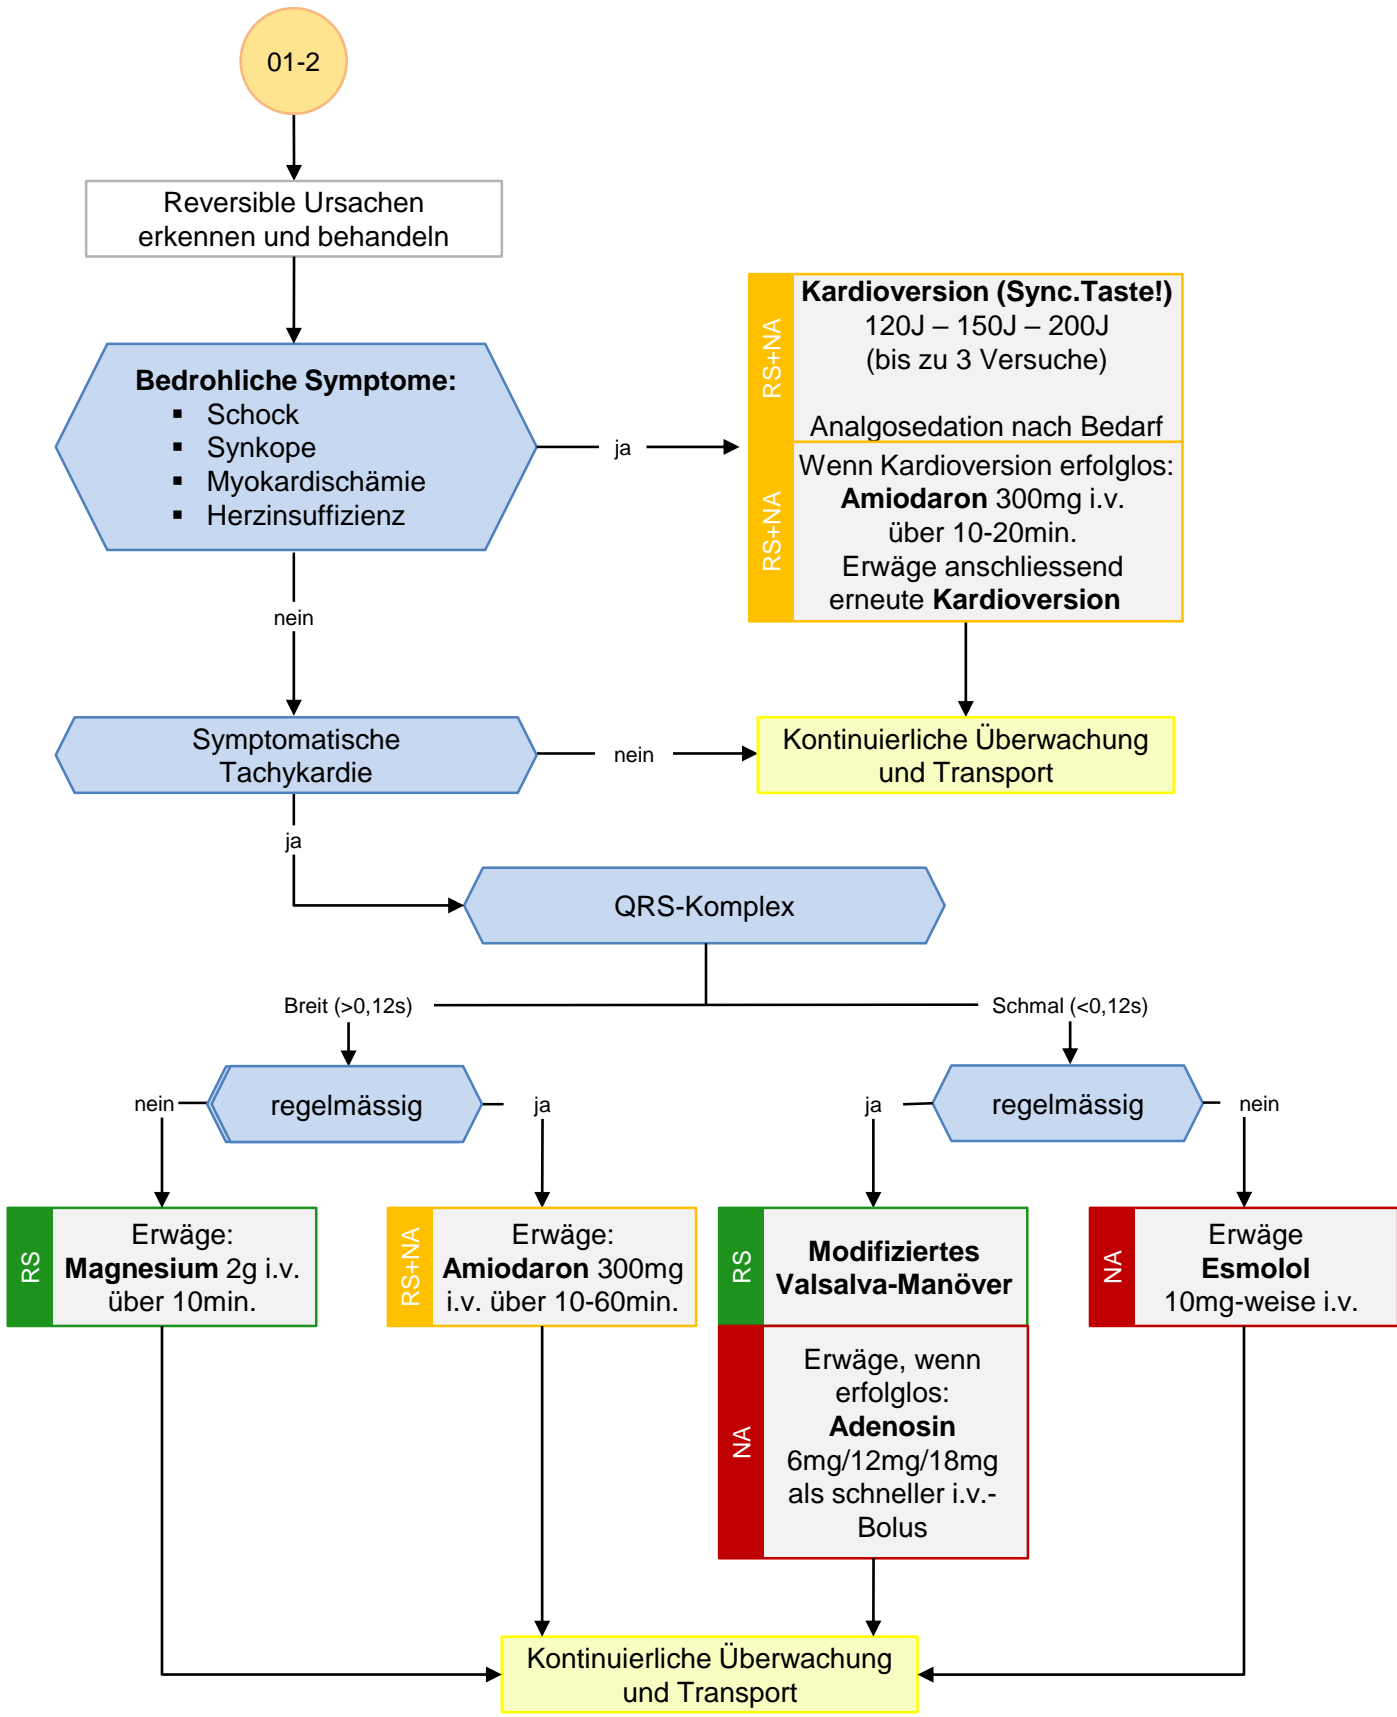 01-2
Reversible Ursachen
erkennen und behandeln
Bedrohliche Symptome:
▪ Schock
▪ Synkope
▪ Myokardischämie
▪ Herzinsuffizienz
ja
RS+NA
Kardioversion (Sync.Taste!)
120J – 150J – 200J
(bis zu 3 Versuche)
Analgosedation nach Bedarf
RS+NA
Wenn Kardioversion erfolglos:
Amiodaron 300mg i.v.
über 10-20min.
Erwäge anschliessend
erneute Kardioversion
nein
Symptomatische
Tachykardie
nein
Kontinuierliche Überwachung
und Transport
ja
QRS-Komplex
Breit (>0,12s)
Schmal (<0,12s)
nein
regelmässig
ja
ja
regelmässig
nein
RS
Erwäge:
Magnesium 2g i.v.
über 10min.
RS+NA
Erwäge:
Amiodaron 300mg
i.v. über 10-60min.
RS
Modifiziertes
Valsalva-Manöver
NA
Erwäge, wenn
erfolglos:
Adenosin
6mg/12mg/18mg
als schneller i.v.-
Bolus
NA
Erwäge
Esmolol
10mg-weise i.v.
Kontinuierliche Überwachung
und Transport